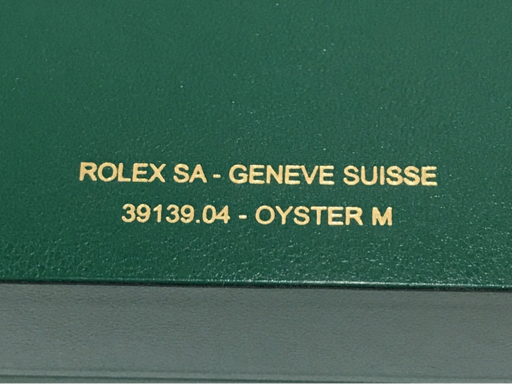 ROLEX SA - GENEVE SUISSE
39139.04 - OYSTER M